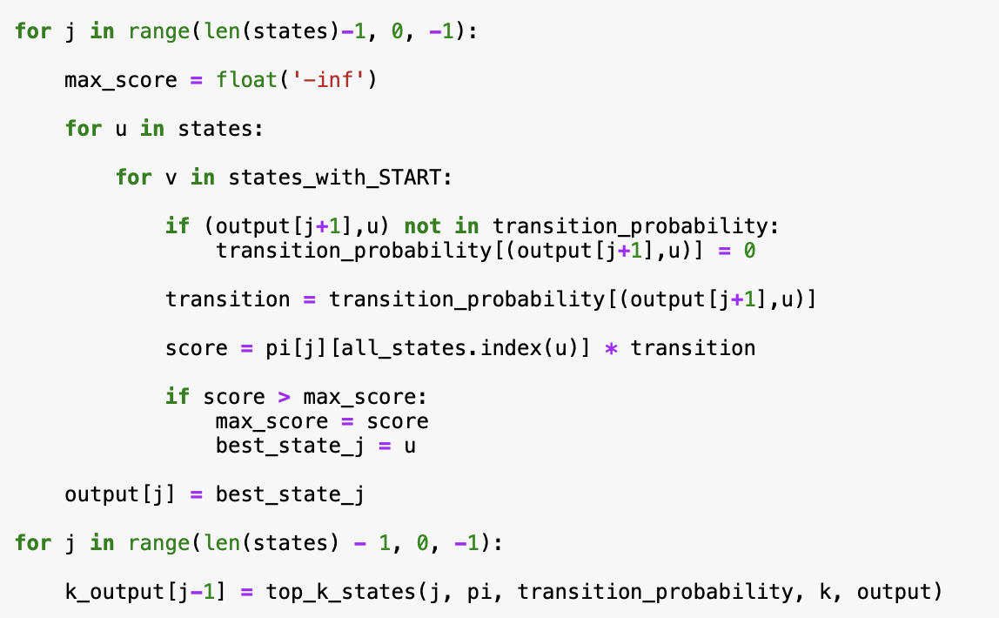 for j in range(len(states)-1, 0, -1):
    max_score = float('-inf')
    for u in states:
        for v in states_with_START:
            if (output[j+1],u) not in transition_probability:
                transition_probability[(output[j+1],u)] = 0
            transition = transition_probability[(output[j+1],u)]
            score = pi[j][all_states.index(u)] * transition
            if score > max_score:
                max_score = score
                best_state_j = u
    output[j] = best_state_j
for j in range(len(states) - 1, 0, -1):
    k_output[j-1] = top_k_states(j, pi, transition_probability, k, output)